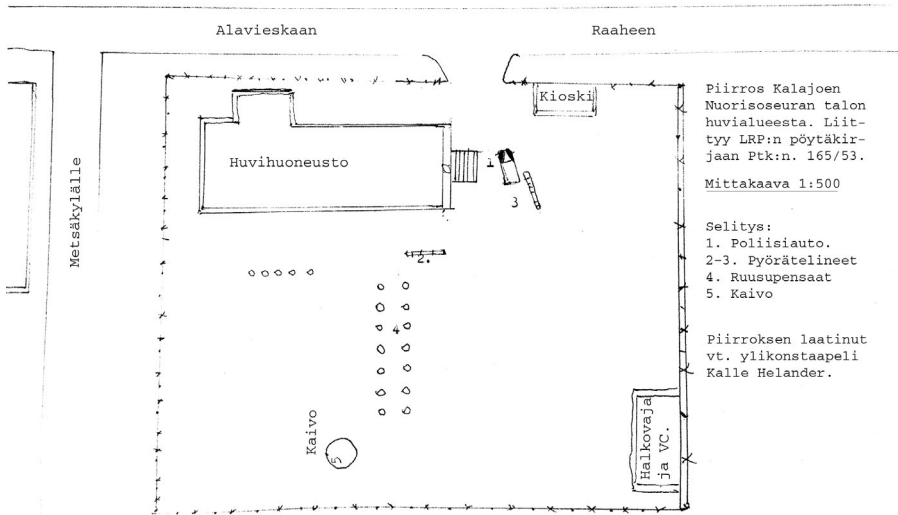 Alavieskaan
Raaheen
Metsäkylälle
Kioski
Huvihuoneusto
1
3
2.
4
Kaivo
5
Halkovaja
ja VC.
Piirros Kalajoen
Nuorisoseuran talon
huvialueesta. Liit-
tyy LRP:n pöytäkir-
jaan Ptk:n. 165/53.
Mittakaava 1:500
Selitys:
1. Poliisiauto.
2-3. Pyörätelineet
4. Ruusupensaat
5. Kaivo
Piirroksen laatinut
vt. ylikonstaapeli
Kalle Helander.